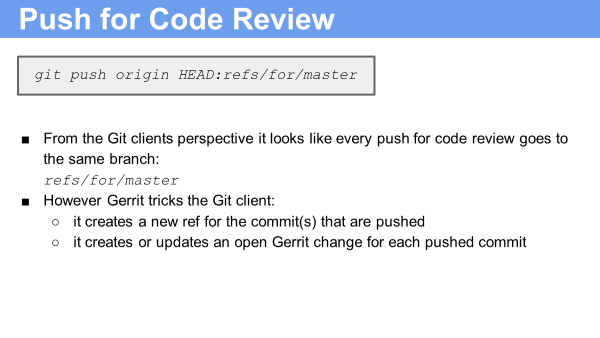 Push for Code Review
git push origin HEAD:refs/for/master
■ From the Git clients perspective it looks like every push for code review goes to
the same branch:
refs/for/master
■ However Gerrit tricks the Git client:
○ it creates a new ref for the commit(s) that are pushed
○ it creates or updates an open Gerrit change for each pushed commit